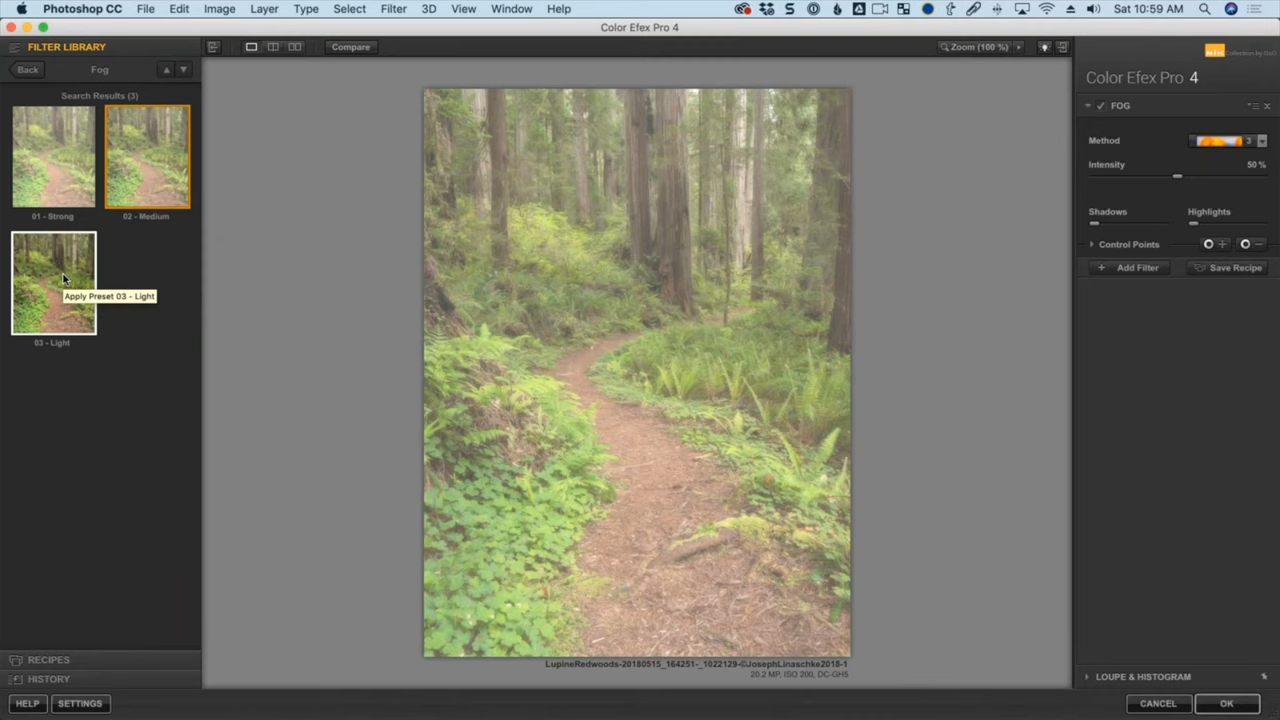 Photoshop CC File Edit Image Layer Type Select Filter 3D View Window Help Sat 10:59 AM
Color Efex Pro 4
FILTER LIBRARY Compare Zoom (100 %)
Back Fog
Search Results (3)
01 - Strong 02 - Medium
Apply Preset 03 - Light
03 - Light
Collection by DxO
Color Efex Pro 4
FOG
Method 3
Intensity 50 %
Shadows Highlights
Control Points
Add Filter Save Recipe
LupineRedwoods-20180515_164251-_1022129-©JosephLinaschke2018-1
20.2 MP, ISO 200, DC-GH5
RECIPES
HISTORY
LOUPE & HISTOGRAM
HELP SETTINGS CANCEL OK